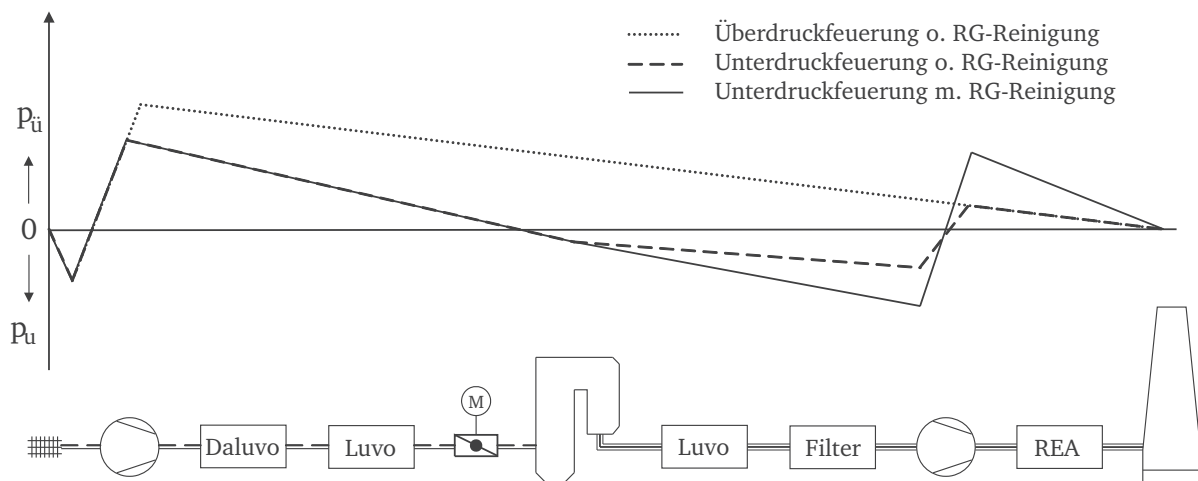 Überdruckfeuerung o. RG-Reinigung
Unterdruckfeuerung o. RG-Reinigung
Unterdruckfeuerung m. RG-Reinigung
pü
0
pu
M
Daluvo
Luvo
Luvo
Filter
REA